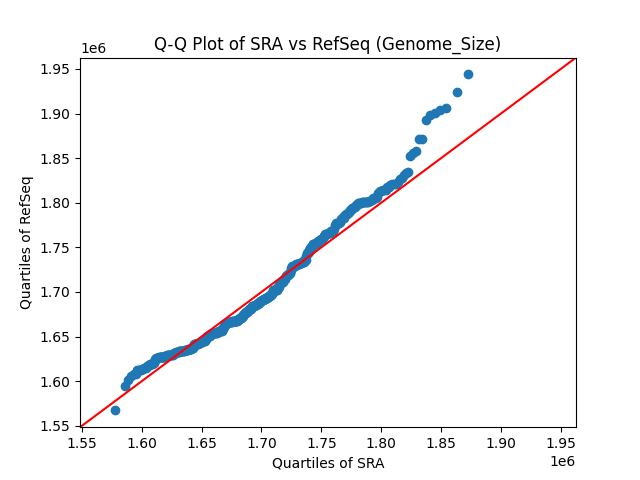 Q-Q Plot of SRA vs RefSeq (Genome_Size)
1e6
1.95
1.90
1.85
1.80
1.75
1.70
1.65
1.60
1.55
Quartiles of RefSeq
1.55 1.60 1.65 1.70 1.75 1.80 1.85 1.90 1.95
Quartiles of SRA
1e6